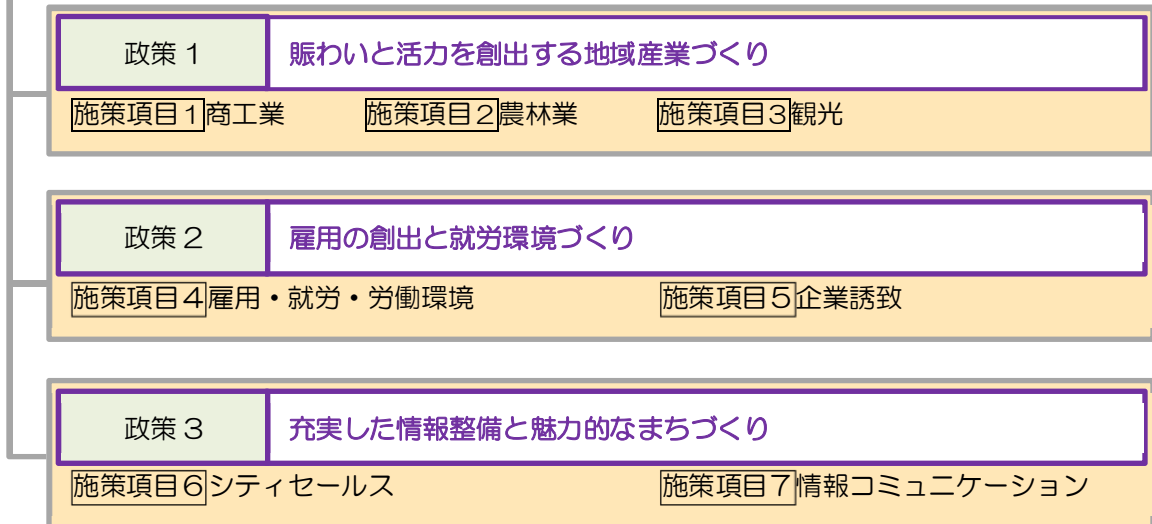 政策１ 賑わいと活力を創出する地域産業づくり
施策項目１商工業 施策項目２農林業 施策項目３観光
政策２ 雇用の創出と就労環境づくり
施策項目４雇用・就労・労働環境 施策項目５企業誘致
政策３ 充実した情報整備と魅力的なまちづくり
施策項目６シティセールス 施策項目７情報コミュニケーション